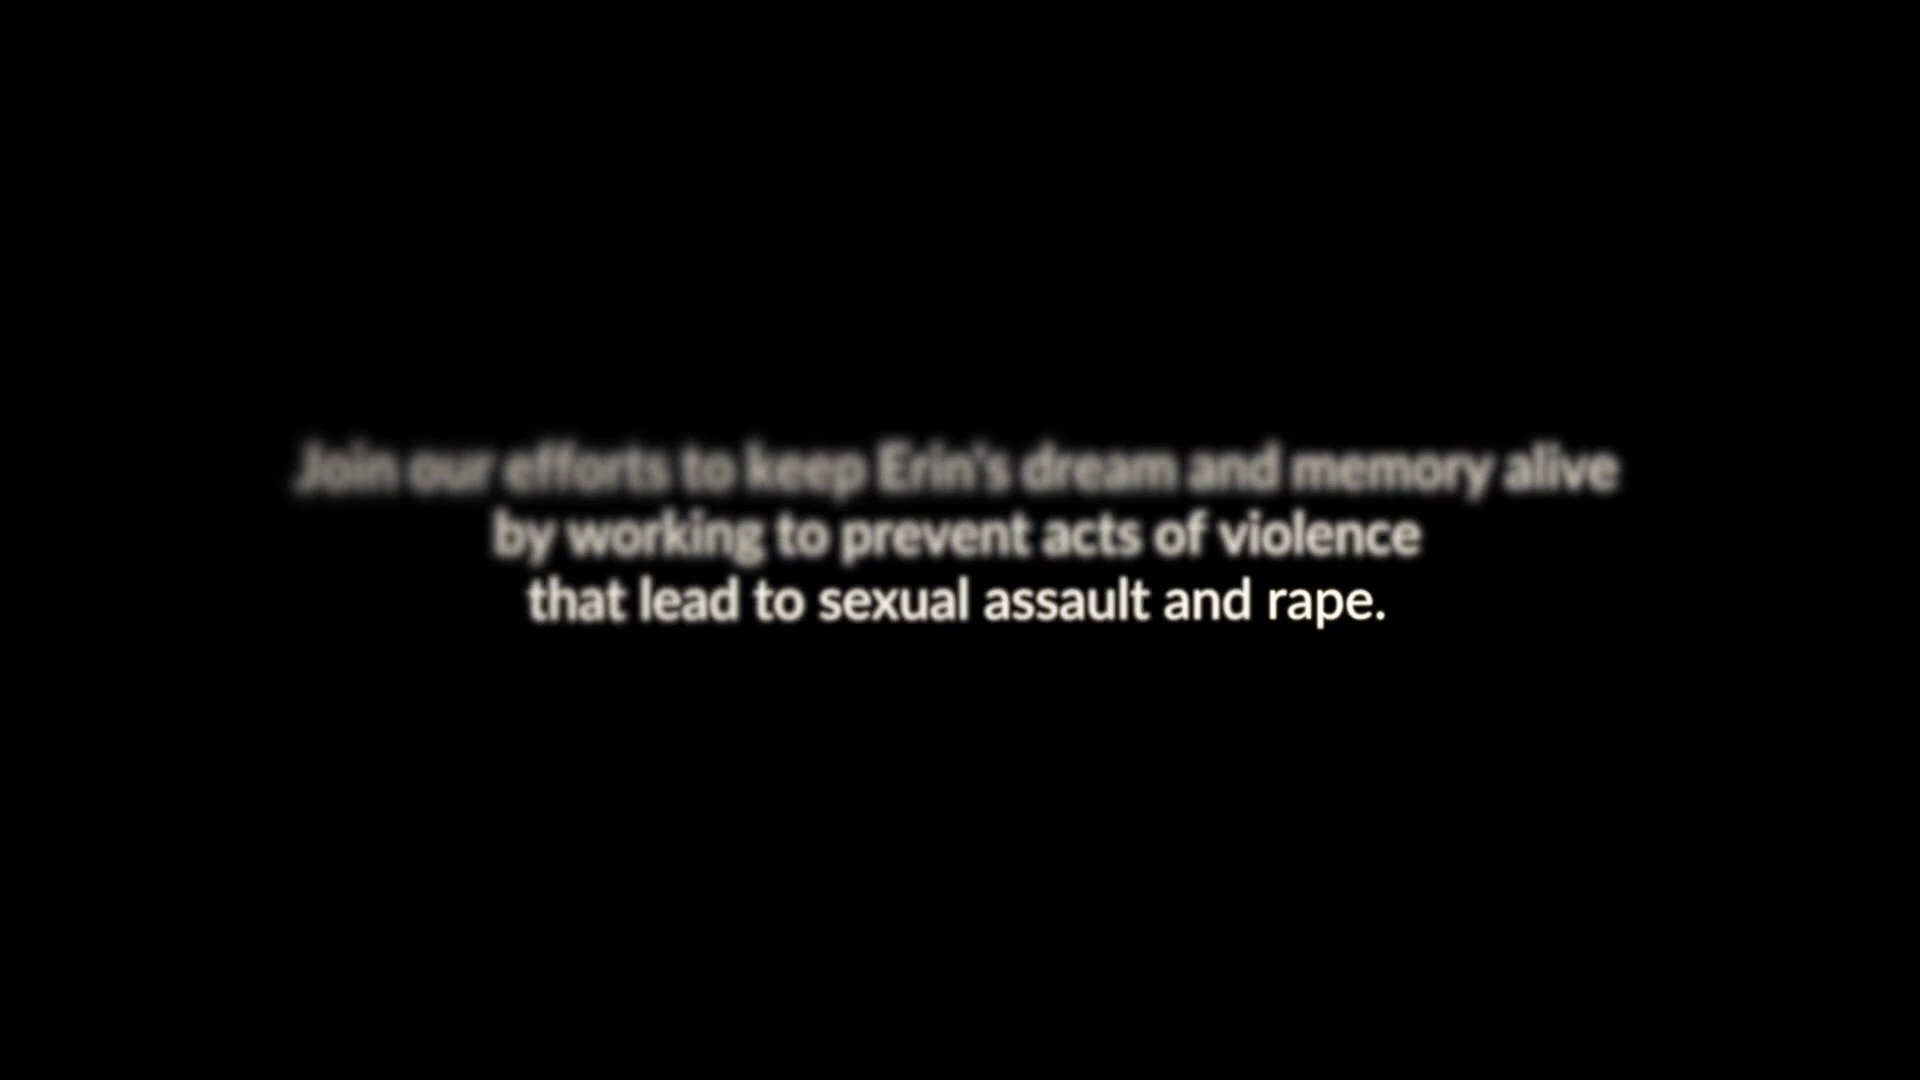 Join our efforts to keep Erin's dream and memory alive
by working to prevent acts of violence
that lead to sexual assault and rape.